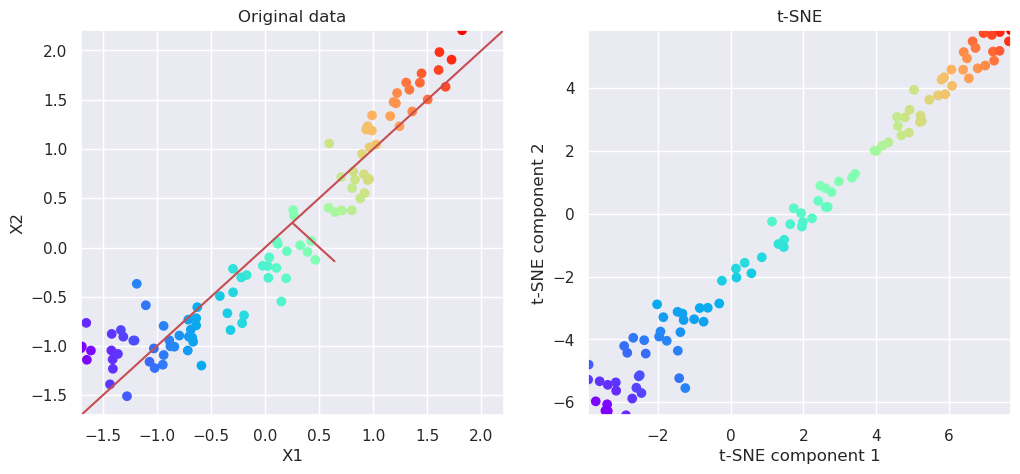 Original data
2.0
1.5
1.0
0.5
0.0
−0.5
−1.0
−1.5
X2
−1.5 −1.0 −0.5 0.0 0.5 1.0 1.5 2.0
X1
t-SNE
4
2
0
−2
−4
−6
t-SNE component 2
−2 0 2 4 6
t-SNE component 1